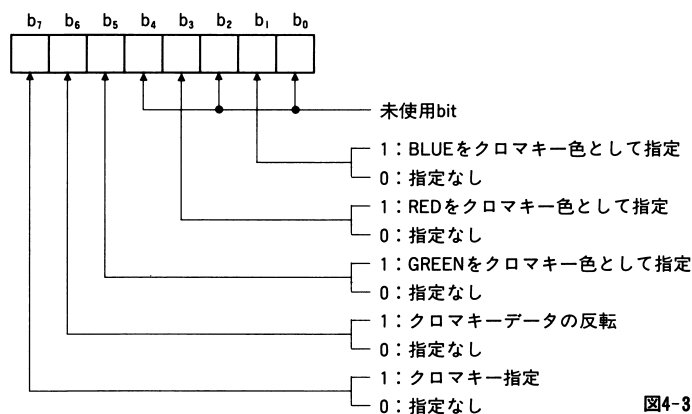 b₇ b₆ b₅ b₄ b₃ b₂ b₁ b₀
未使用bit
1：BLUEをクロマキー色として指定
0：指定なし
1：REDをクロマキー色として指定
0：指定なし
1：GREENをクロマキー色として指定
0：指定なし
1：クロマキーデータの反転
0：指定なし
1：クロマキー指定
0：指定なし
図4-3